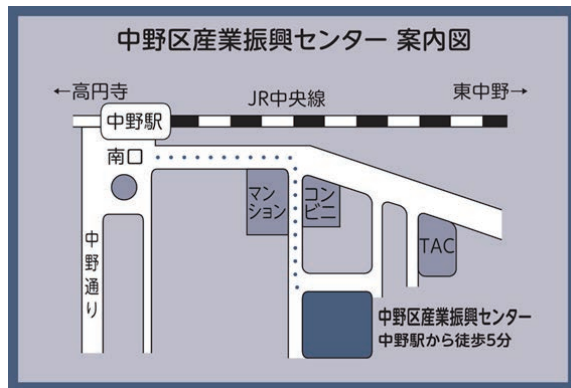 中野区産業振興センター 案内図
←高円寺
JR中央線
東中野→
中野駅
南口
マン
ション
コン
ビニ
TAC
中野通り
中野区産業振興センター
中野駅から徒歩5分